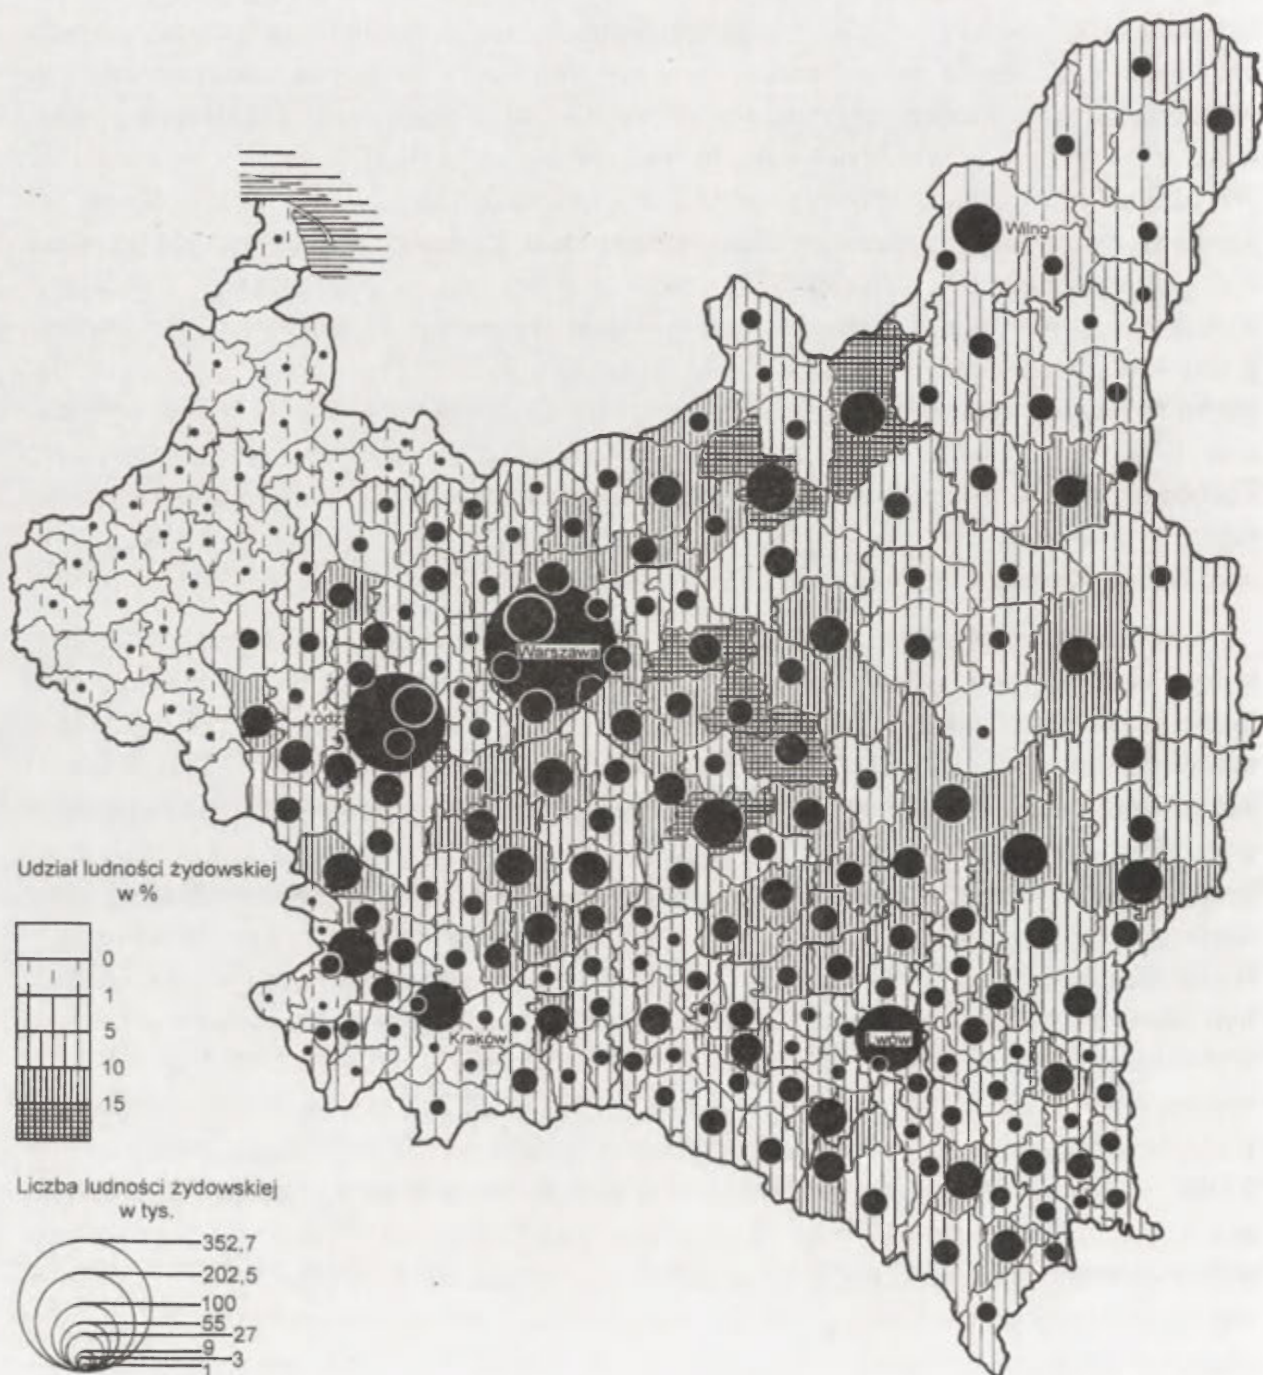 Wilno
Warszawa
Łódź
Udział ludności żydowskiej
w %
0
1
5
10
15
Kraków
Lwów
Liczba ludności żydowskiej
w tys.
352,7
202,5
100
55
27
9
3
1